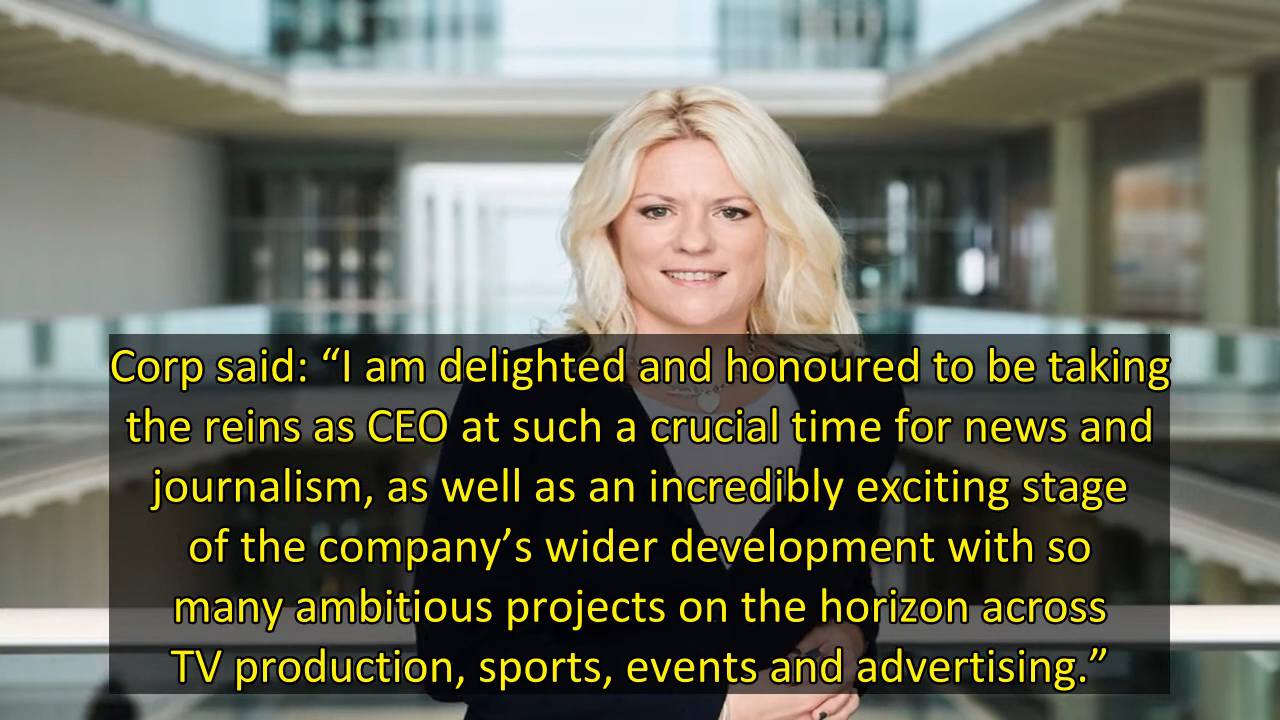 Corp said: “I am delighted and honoured to be taking
the reins as CEO at such a crucial time for news and
journalism, as well as an incredibly exciting stage
of the company’s wider development with so
many ambitious projects on the horizon across
TV production, sports, events and advertising.”